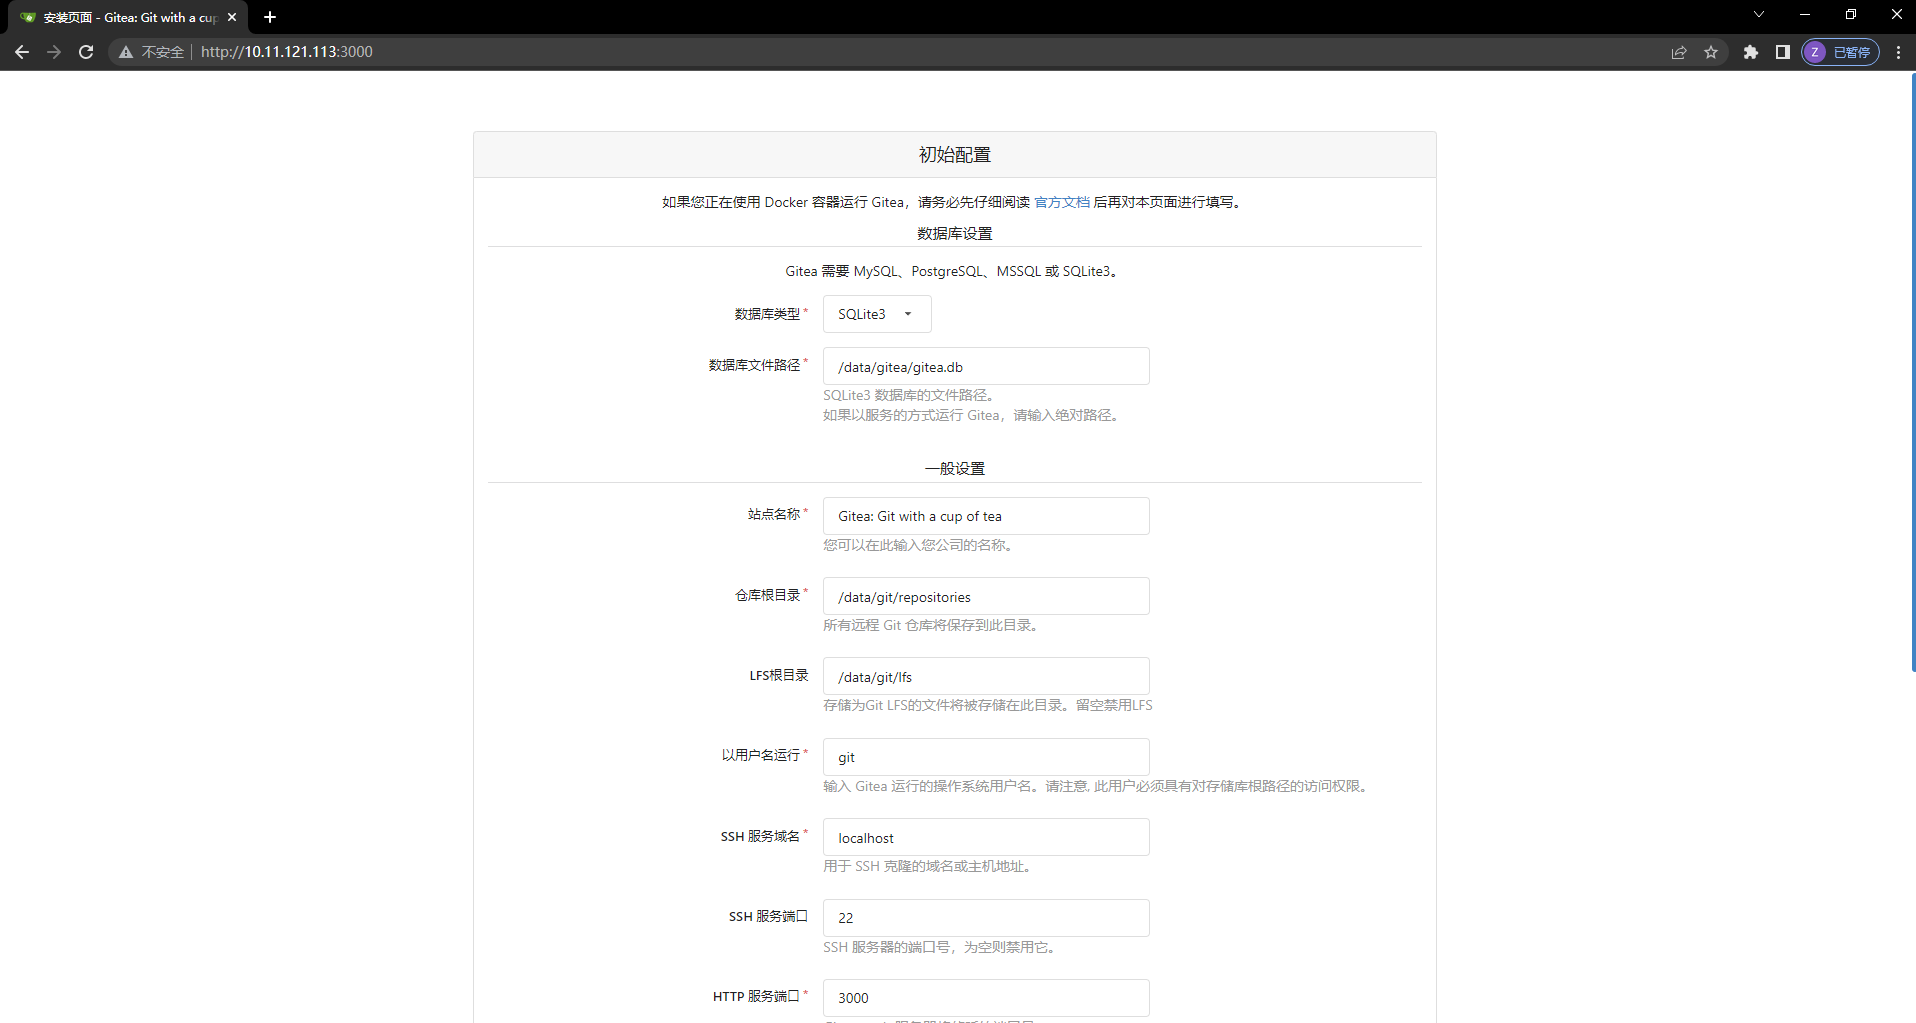 安装页面 - Gitea: Git with a cup
不安全 http://10.11.121.113:3000
Z 已暂停
初始配置
如果您正在使用 Docker 容器运行 Gitea，请务必先仔细阅读 官方文档 后再对本页面进行填写。
数据库设置
Gitea 需要 MySQL、PostgreSQL、MSSQL 或 SQLite3。
数据库类型* SQLite3
数据库文件路径* /data/gitea/gitea.db
SQLite3 数据库的文件路径。
如果以服务的方式运行 Gitea，请输入绝对路径。
一般设置
站点名称* Gitea: Git with a cup of tea
您可以在此输入您公司的名称。
仓库根目录* /data/git/repositories
所有远程 Git 仓库将保存到此目录。
LFS根目录 /data/git/lfs
存储为Git LFS的文件将被存储在此目录。留空禁用LFS
以用户名运行* git
输入 Gitea 运行的操作系统用户名。请注意, 此用户必须具有对存储库根路径的访问权限。
SSH 服务域名* localhost
用于 SSH 克隆的域名或主机地址。
SSH 服务端口 22
SSH 服务器的端口号，为空则禁用它。
HTTP 服务端口* 3000